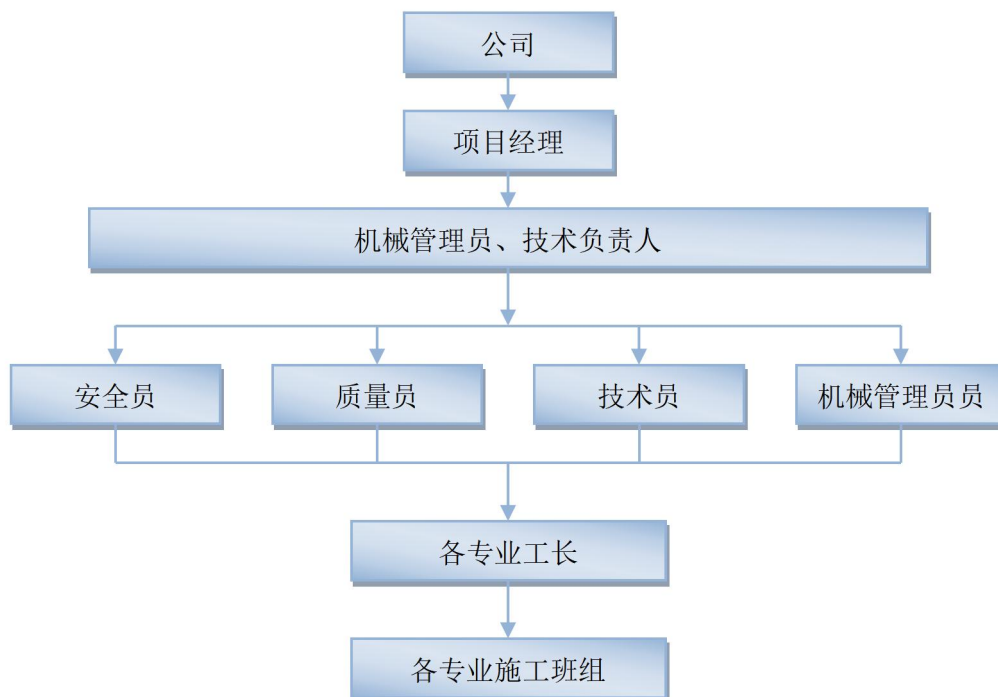 公司
项目经理
机械管理员、技术负责人
安全员
质量员
技术员
机械管理员员
各专业工长
各专业施工班组